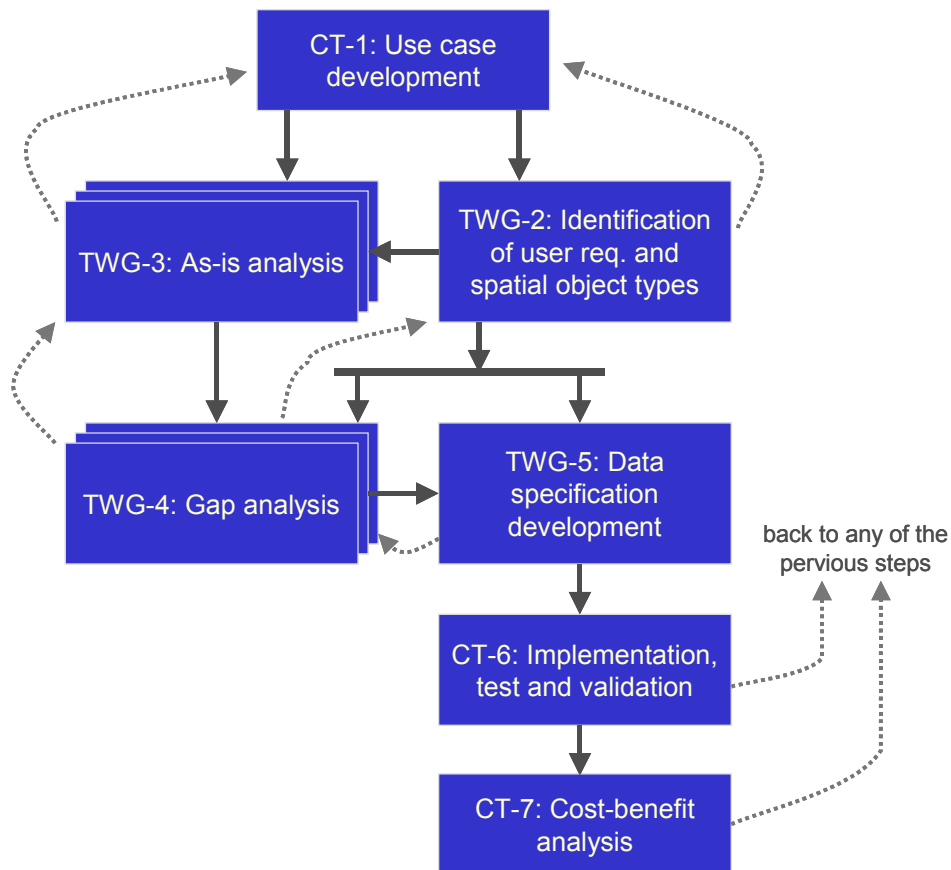 CT-1: Use case
development
TWG-3: As-is analysis
TWG-2: Identification
of user req. and
spatial object types
TWG-4: Gap analysis
TWG-5: Data
specification
development
back to any of the
pervious steps
CT-6: Implementation,
test and validation
CT-7: Cost-benefit
analysis